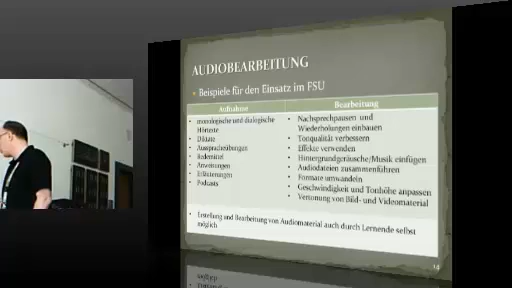 AUDIOBEARBEITUNG
Beispiele für den Einsatz im FSU
Aufnahme
Bearbeitung
monologische und dialogische
Hörtexte
Diktate
Ausspracheübungen
Redemittel
Anweisungen
Erläuterungen
Podcasts
Nachsprechpausen und
Wiederholungen einbauen
Tonqualität verbessern
Effekte verwenden
Hintergrundgeräusche/Musik einfügen
Audiodateien zusammenführen
Formate umwandeln
Geschwindigkeit und Tonhöhe anpassen
Vertonung von Bild- und Videomaterial
Erstellung und Bearbeitung von Audiomaterial auch durch Lernende selbst
möglich
14